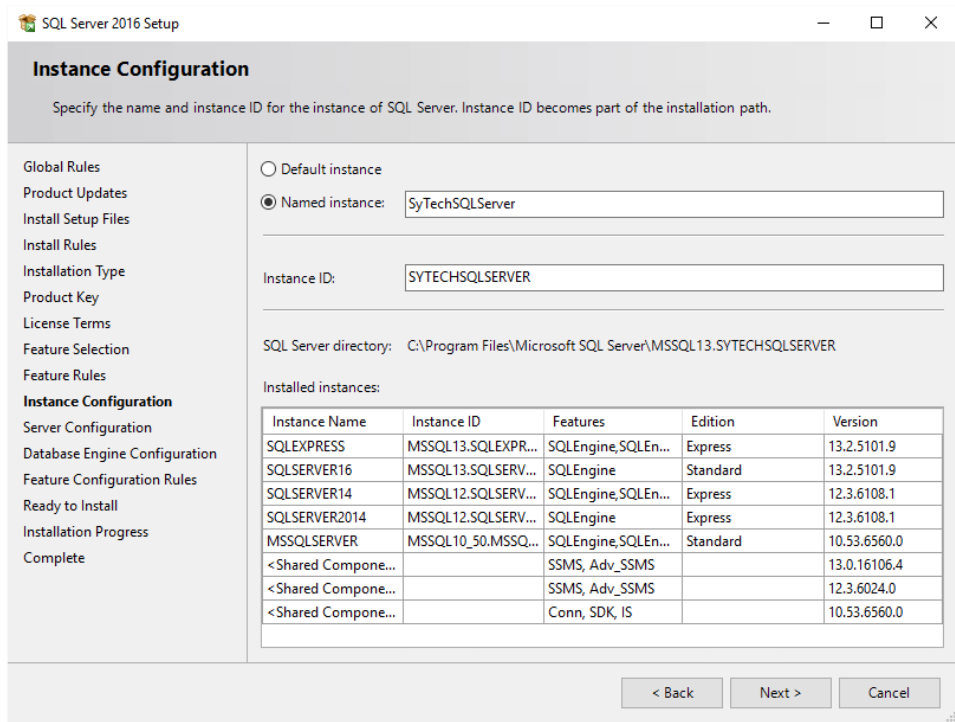 SQL Server 2016 Setup
Instance Configuration
Specify the name and instance ID for the instance of SQL Server. Instance ID becomes part of the installation path.
Global Rules
Product Updates
Install Setup Files
Install Rules
Installation Type
Product Key
License Terms
Feature Selection
Feature Rules
Instance Configuration
Server Configuration
Database Engine Configuration
Feature Configuration Rules
Ready to Install
Installation Progress
Complete
Default instance
Named instance: SyTechSQLServer
Instance ID: SYTECHSQLSERVER
SQL Server directory: C:\Program Files\Microsoft SQL Server\MSSQL13.SYTECHSQLSERVER
Installed instances:
Instance Name Instance ID Features Edition Version
SQLEXPRESS MSSQL13.SQLEXPR... SQLEngine,SQLEn... Express 13.2.5101.9
SQLSERVER16 MSSQL13.SQLSERV... SQLEngine Standard 13.2.5101.9
SQLSERVER14 MSSQL12.SQLSERV... SQLEngine,SQLEn... Express 12.3.6108.1
SQLSERVER2014 MSSQL12.SQLSERV... SQLEngine Express 12.3.6108.1
MSSQLSERVER MSSQL10_50.MSSQ... SQLEngine,SQLEn... Standard 10.53.6560.0
<Shared Compone... SSMS, Adv_SSMS 13.0.16106.4
<Shared Compone... SSMS, Adv_SSMS 12.3.6024.0
<Shared Compone... Conn, SDK, IS 10.53.6560.0
< Back Next > Cancel